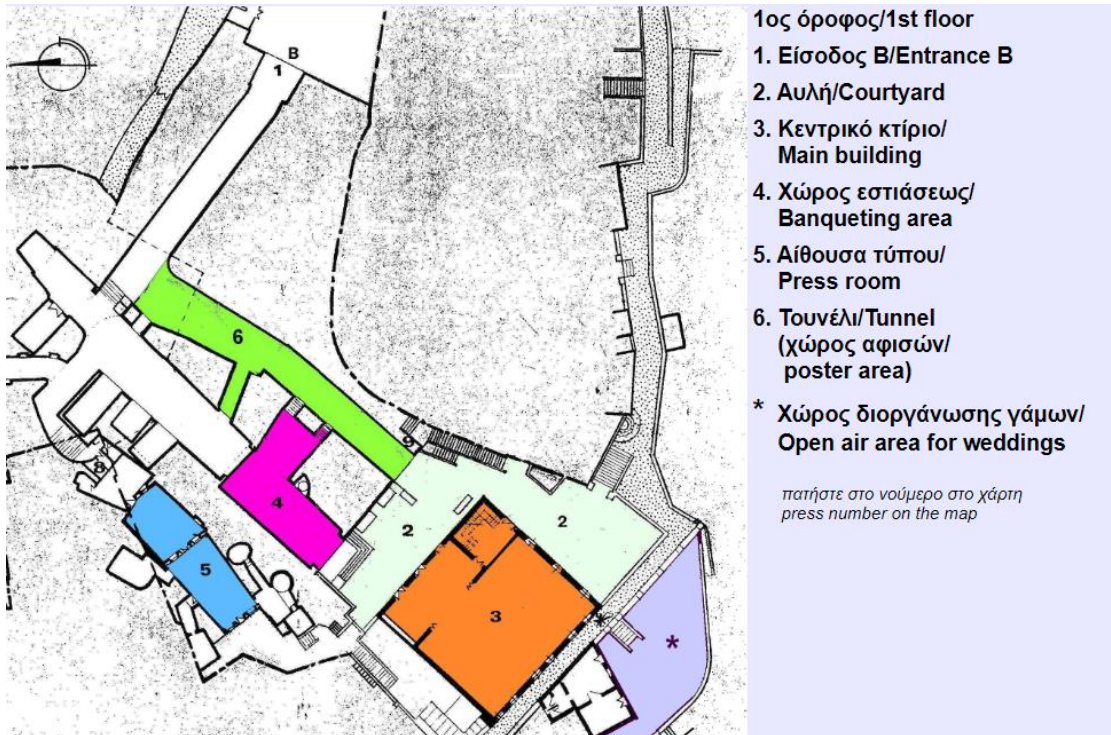 1ος όροφος/1st floor
1. Είσοδος Β/Entrance B
2. Αυλή/Courtyard
3. Κεντρικό κτίριο/
Main building
4. Χώρος εστιάσεως/
Banqueting area
5. Αίθουσα τύπου/
Press room
6. Τουνέλι/Tunnel
(χώρος αφισών/
poster area)
* Χώρος διοργάνωσης γάμων/
Open air area for weddings
πατήστε στο νούμερο στο χάρτη
press number on the map
B
1
6
9
8
4
2
2
5
3
*
*